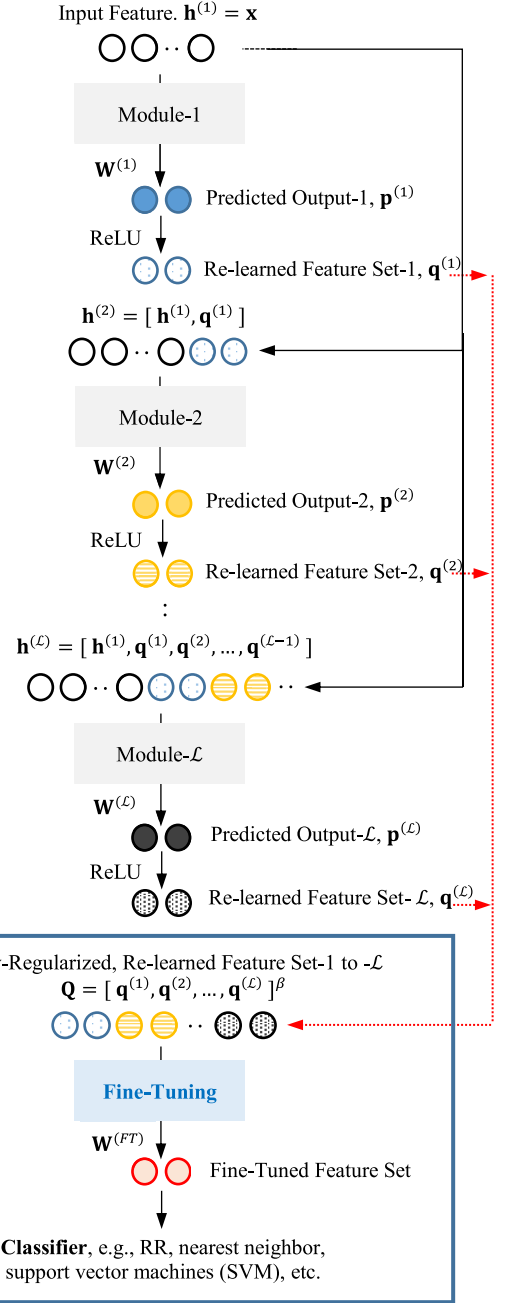 Input Feature. h⁽¹⁾ = x
Module-1
W⁽¹⁾
Predicted Output-1, p⁽¹⁾
ReLU
Re-learned Feature Set-1, q⁽¹⁾
h⁽²⁾ = [ h⁽¹⁾, q⁽¹⁾ ]
Module-2
W⁽²⁾
Predicted Output-2, p⁽²⁾
ReLU
Re-learned Feature Set-2, q⁽²⁾
h⁽ℒ⁾ = [ h⁽¹⁾, q⁽¹⁾, q⁽²⁾, ..., q⁽ℒ⁻¹⁾ ]
Module-ℒ
W⁽ℒ⁾
Predicted Output-ℒ, p⁽ℒ⁾
ReLU
Re-learned Feature Set- ℒ, q⁽ℒ⁾
-Regularized, Re-learned Feature Set-1 to -ℒ
Q = [ q⁽¹⁾, q⁽²⁾, ..., q⁽ℒ⁾ ]ᵝ
Fine-Tuning
W⁽ᶠᵀ⁾
Fine-Tuned Feature Set
Classifier, e.g., RR, nearest neighbor,
support vector machines (SVM), etc.